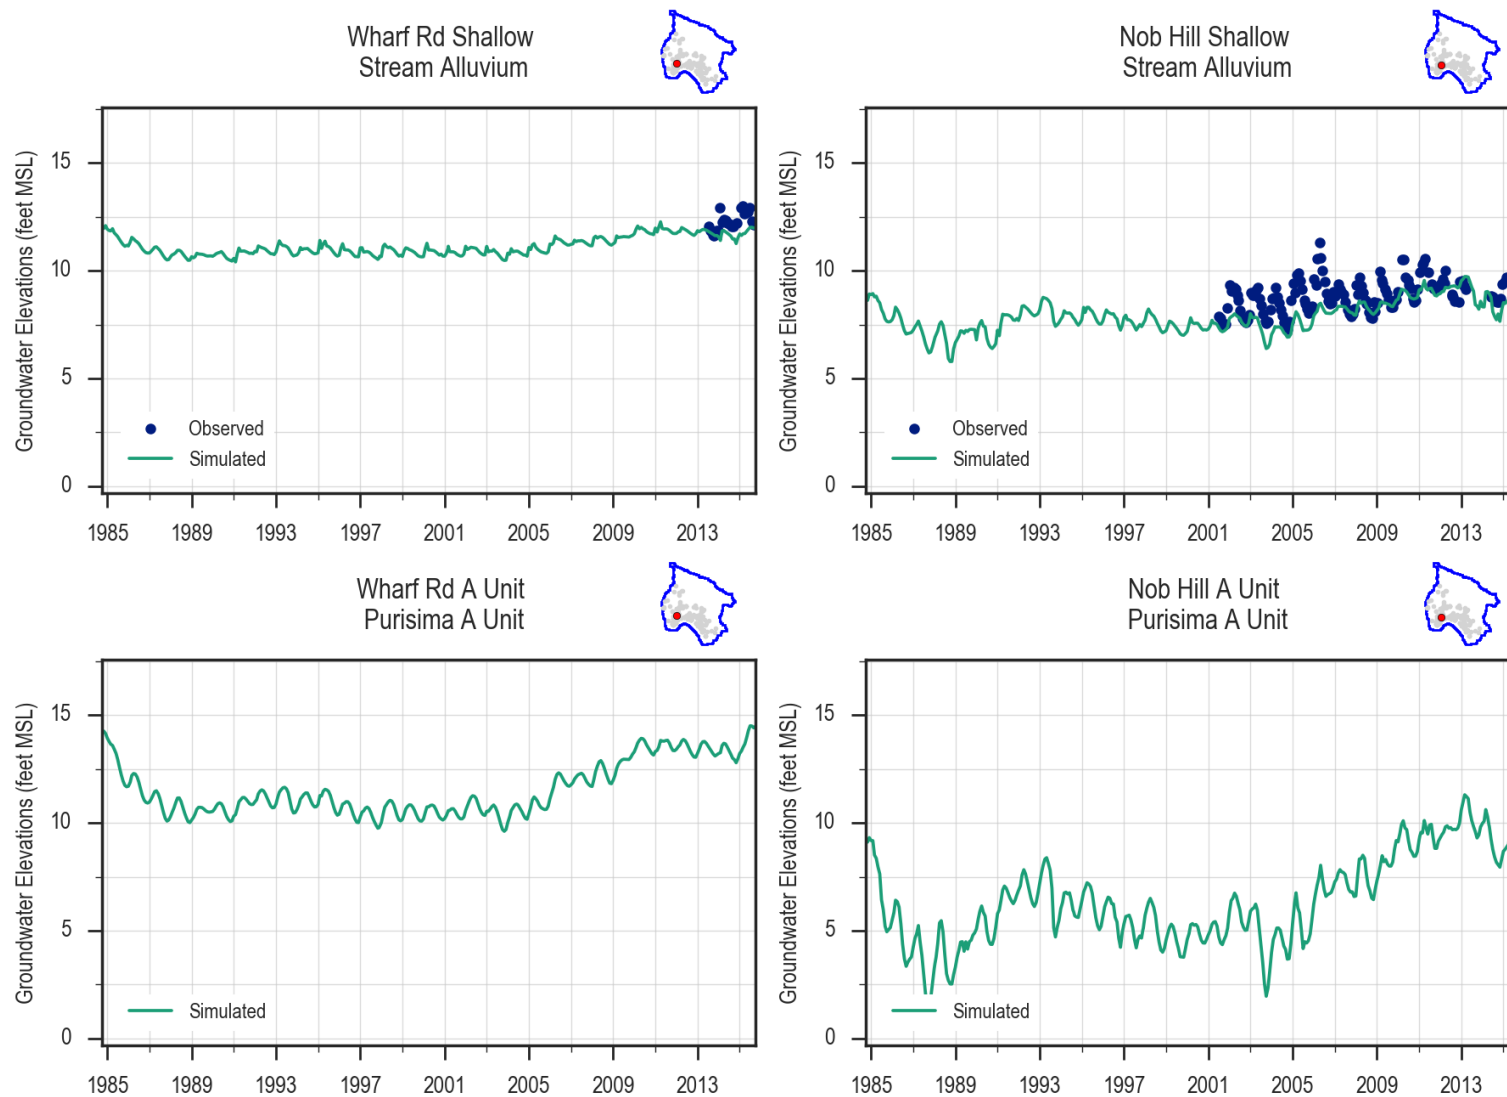 Wharf Rd Shallow
Stream Alluvium
Groundwater Elevations (feet MSL)
15
10
5
0
Observed
Simulated
1985 1989 1993 1997 2001 2005 2009 2013
Nob Hill Shallow
Stream Alluvium
Groundwater Elevations (feet MSL)
15
10
5
0
Observed
Simulated
1985 1989 1993 1997 2001 2005 2009 2013
Wharf Rd A Unit
Purisima A Unit
Groundwater Elevations (feet MSL)
15
10
5
0
Simulated
1985 1989 1993 1997 2001 2005 2009 2013
Nob Hill A Unit
Purisima A Unit
Groundwater Elevations (feet MSL)
15
10
5
0
Simulated
1985 1989 1993 1997 2001 2005 2009 2013